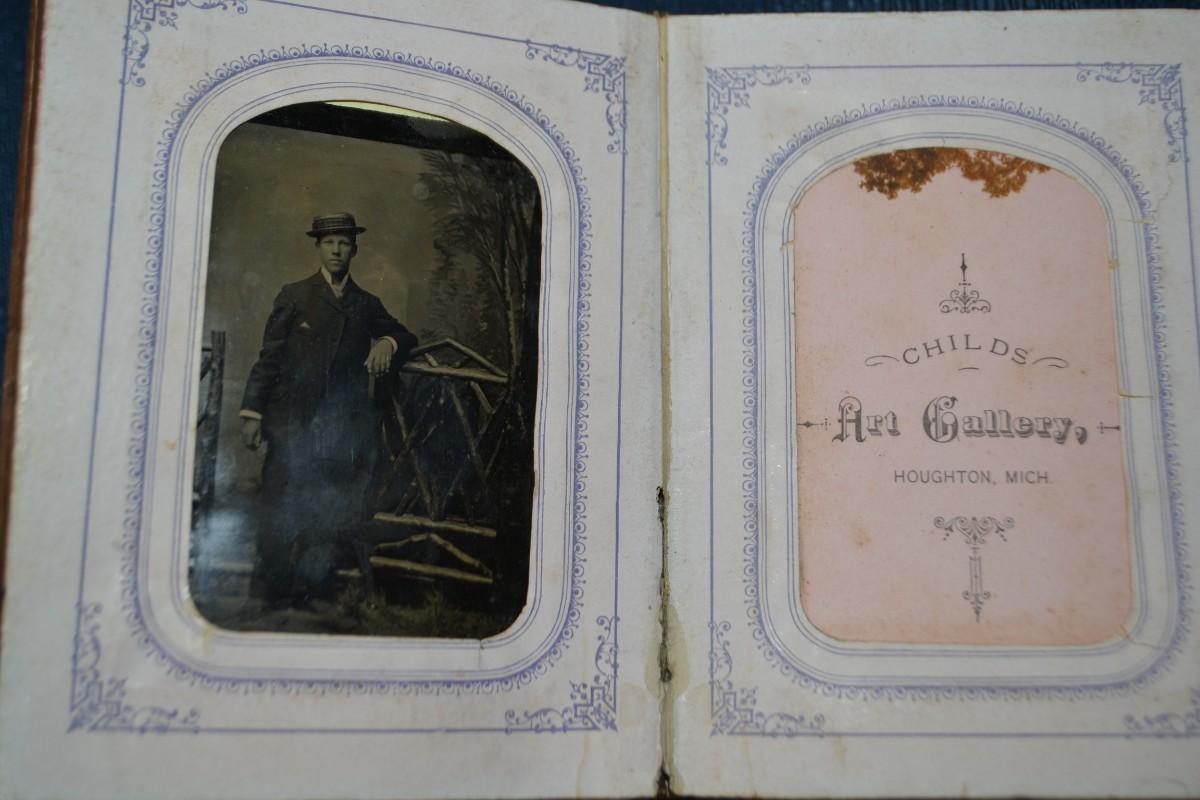 CHILDS
Art Gallery,
HOUGHTON, MICH.